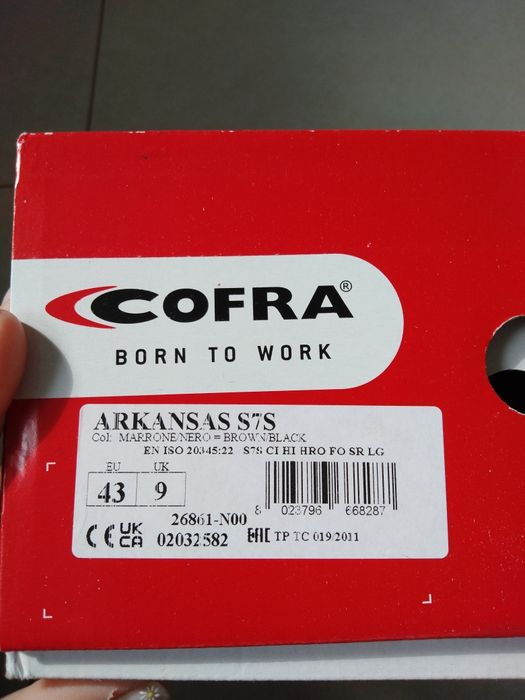 COFRA®
BORN TO WORK
ARKANSAS S7S
Col: MARRONE/NERO = BROWN/BLACK
EN ISO 20345:22 S7S CI HI HRO FO SR LG
EU UK
43 9
8 023796 668287
26861-N00
CE UK CA 02032582 EAC TP TC 019/2011